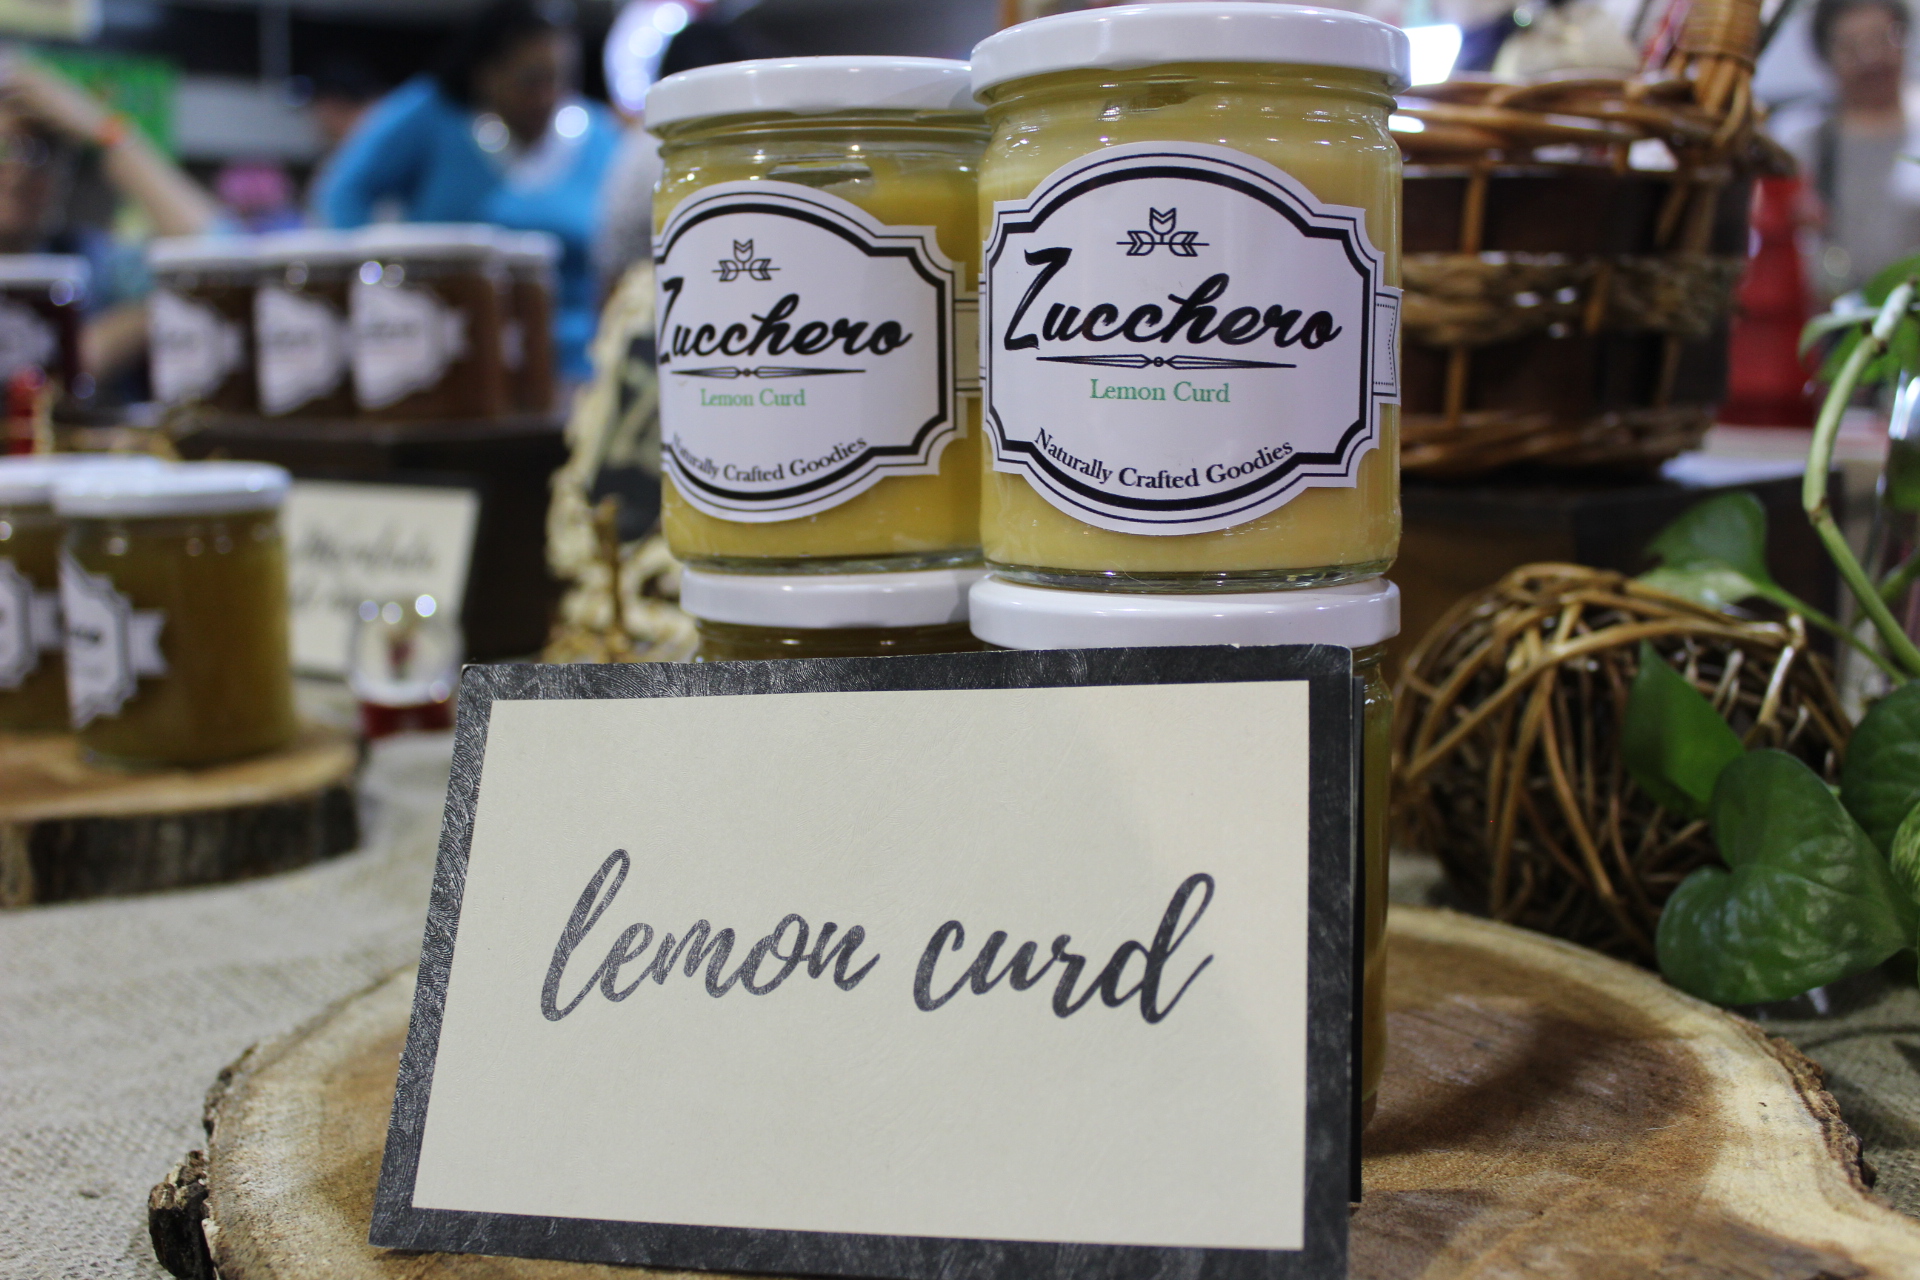 Zucchero
Lemon Curd
Naturally Crafted Goodies
Zucchero
Lemon Curd
Naturally Crafted Goodies
lemon curd